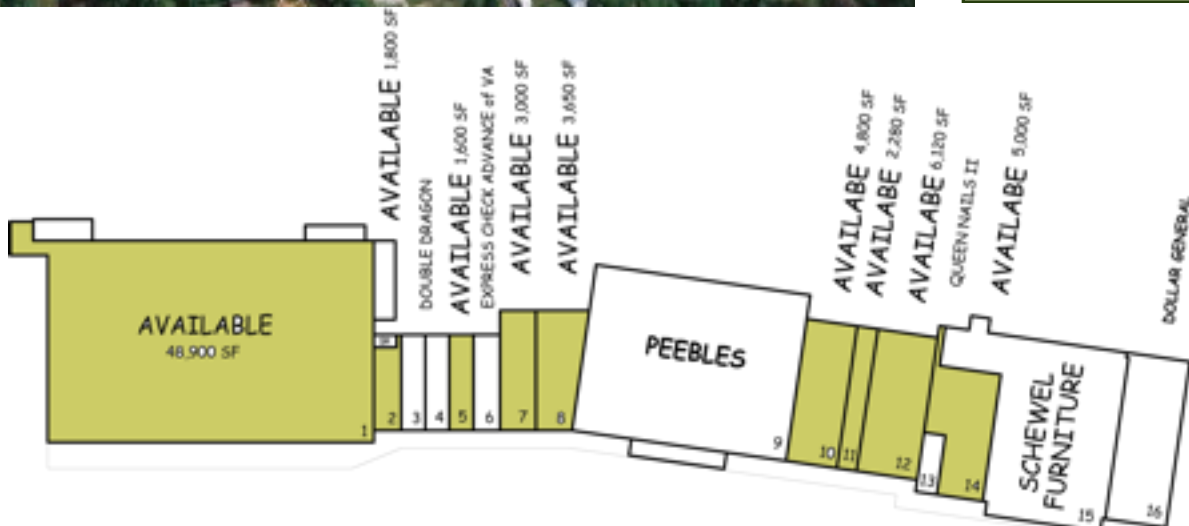 AVAILABLE 1,800 SF
DOUBLE DRAGON
AVAILABLE 1,600 SF
EXPRESS CHECK ADVANCE of VA
AVAILABLE 3,000 SF
AVAILABLE 3,650 SF
AVAILABE 4,800 SF
AVAILABE 2,280 SF
AVAILABE 6,120 SF
QUEEN NAILS II
AVAILABE 5,000 SF
DOLLAR GENERAL
AVAILABLE
48,900 SF
PEEBLES
SCHEWEL
FURNITURE
1
2
3
4
5
6
7
8
9
10
11
12
13
14
15
16